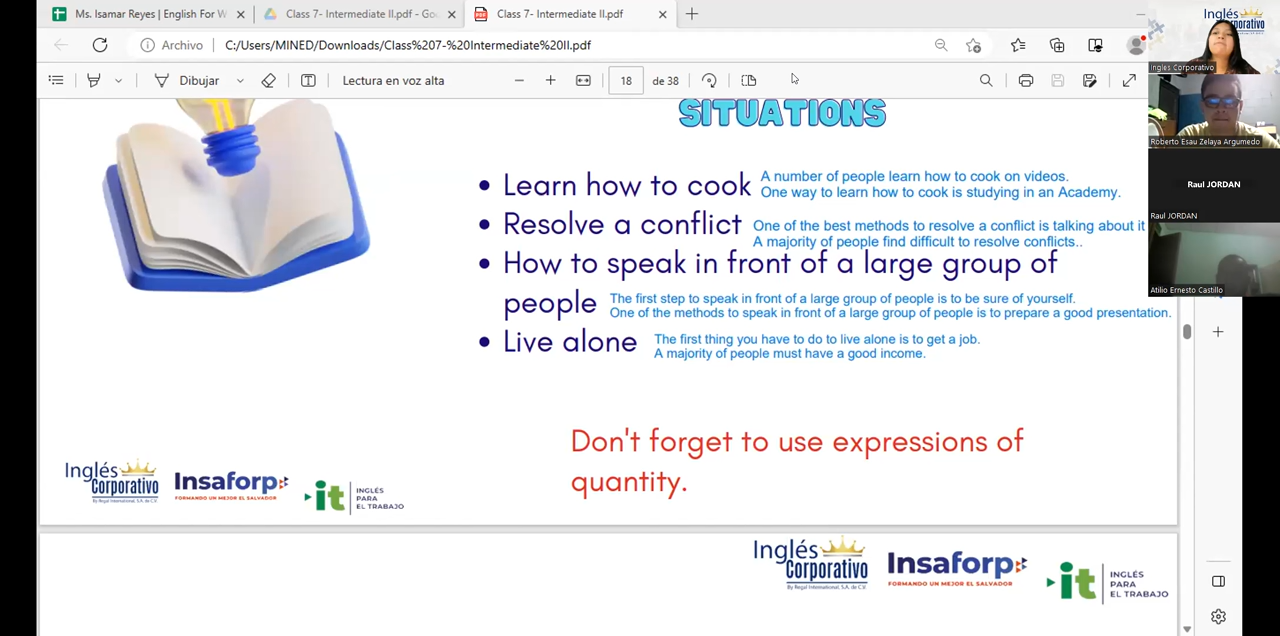 Ms. Isamar Reyes | English For W
Class 7- Intermediate II.pdf - Go
Class 7- Intermediate II.pdf
Archivo
C:/Users/MINED/Downloads/Class%207-%20Intermediate%20II.pdf
Dibujar
Lectura en voz alta
18
de 38
SITUATIONS
• Learn how to cook
A number of people learn how to cook on videos.
One way to learn how to cook is studying in an Academy.
• Resolve a conflict
One of the best methods to resolve a conflict is talking about it
A majority of people find difficult to resolve conflicts..
• How to speak in front of a large group of
people
The first step to speak in front of a large group of people is to be sure of yourself.
One of the methods to speak in front of a large group of people is to prepare a good presentation.
• Live alone
The first thing you have to do to live alone is to get a job.
A majority of people must have a good income.
Don't forget to use expressions of
quantity.
Inglés
Corporativo
By Regal International, S.A. de C.V.
Insaforp
FORMANDO UN MEJOR EL SALVADOR
it
INGLÉS
PARA
EL TRABAJO
Inglés
Corporativo
By Regal International, S.A. de C.V.
Insaforp
FORMANDO UN MEJOR EL SALVADOR
it
INGLÉS
PARA
EL TRABAJO
Inglés
Corporativo
Ingles Corporativo
Roberto Esau Zelaya Argumedo
Raul JORDAN
Raul JORDAN
Atilio Ernesto Castillo